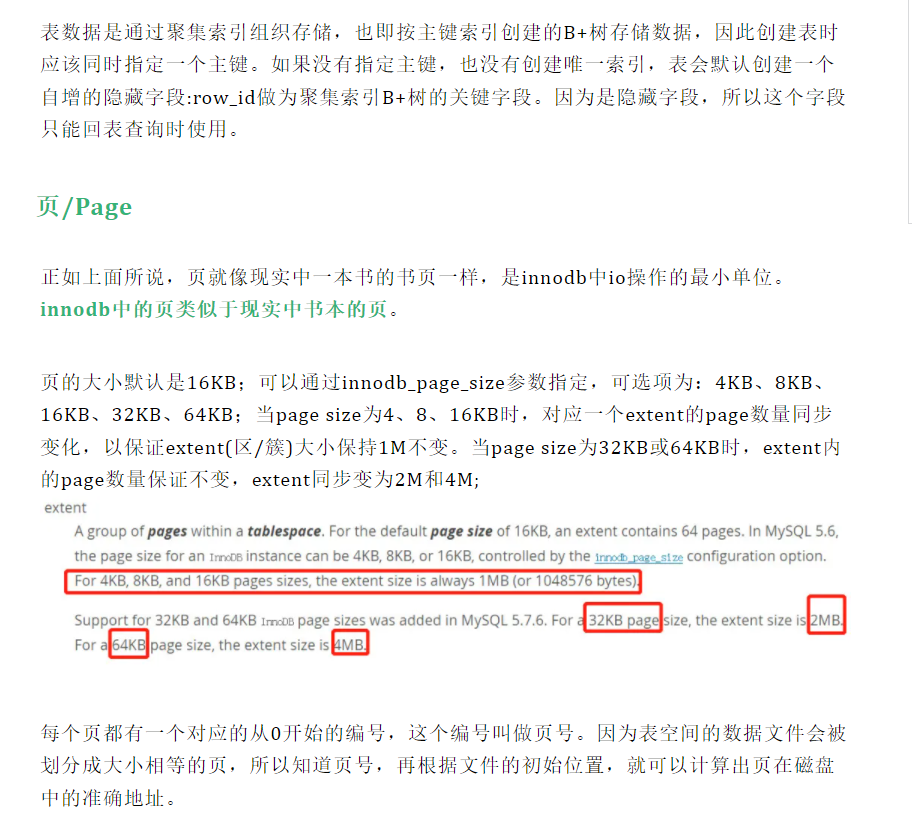 表数据是通过聚集索引组织存储，也即按主键索引创建的B+树存储数据，因此创建表时
应该同时指定一个主键。如果没有指定主键，也没有创建唯一索引，表会默认创建一个
自增的隐藏字段:row_id做为聚集索引B+树的关键字段。因为是隐藏字段，所以这个字段
只能回表查询时使用。
页/Page
正如上面所说，页就像现实中一本书的书页一样，是innodb中io操作的最小单位。
innodb中的页类似于现实中书本的页。
页的大小默认是16KB；可以通过innodb_page_size参数指定，可选项为：4KB、8KB、
16KB、32KB、64KB；当page size为4、8、16KB时，对应一个extent的page数量同步
变化，以保证extent(区/簇)大小保持1M不变。当page size为32KB或64KB时，extent内
的page数量保证不变，extent同步变为2M和4M;
extent
A group of pages within a tablespace. For the default page size of 16KB, an extent contains 64 pages. In MySQL 5.6,
the page size for an InnoDB instance can be 4KB, 8KB, or 16KB, controlled by the innodb_page_size configuration option.
For 4KB, 8KB, and 16KB pages sizes, the extent size is always 1MB (or 1048576 bytes).
Support for 32KB and 64KB InnoDB page sizes was added in MySQL 5.7.6. For a 32KB page size, the extent size is 2MB.
For a 64KB page size, the extent size is 4MB.
每个页都有一个对应的从0开始的编号，这个编号叫做页号。因为表空间的数据文件会被
划分成大小相等的页，所以知道页号，再根据文件的初始位置，就可以计算出页在磁盘
中的准确地址。